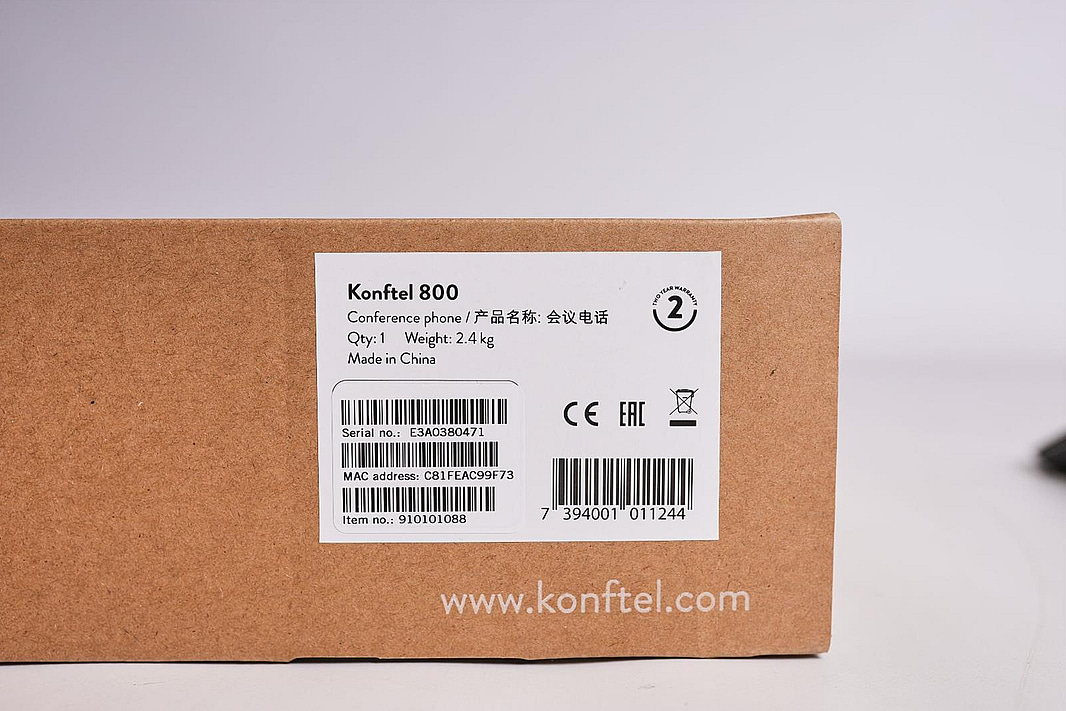 Konftel 800
Conference phone / 产品名称: 会议电话
Qty: 1 Weight: 2.4 kg
Made in China
TWO YEAR WARRANTY
2
Serial no.: E3A0380471
MAC address: C81FEAC99F73
Item no.: 910101088
CE EAC
7 394001 011244
www.konftel.com